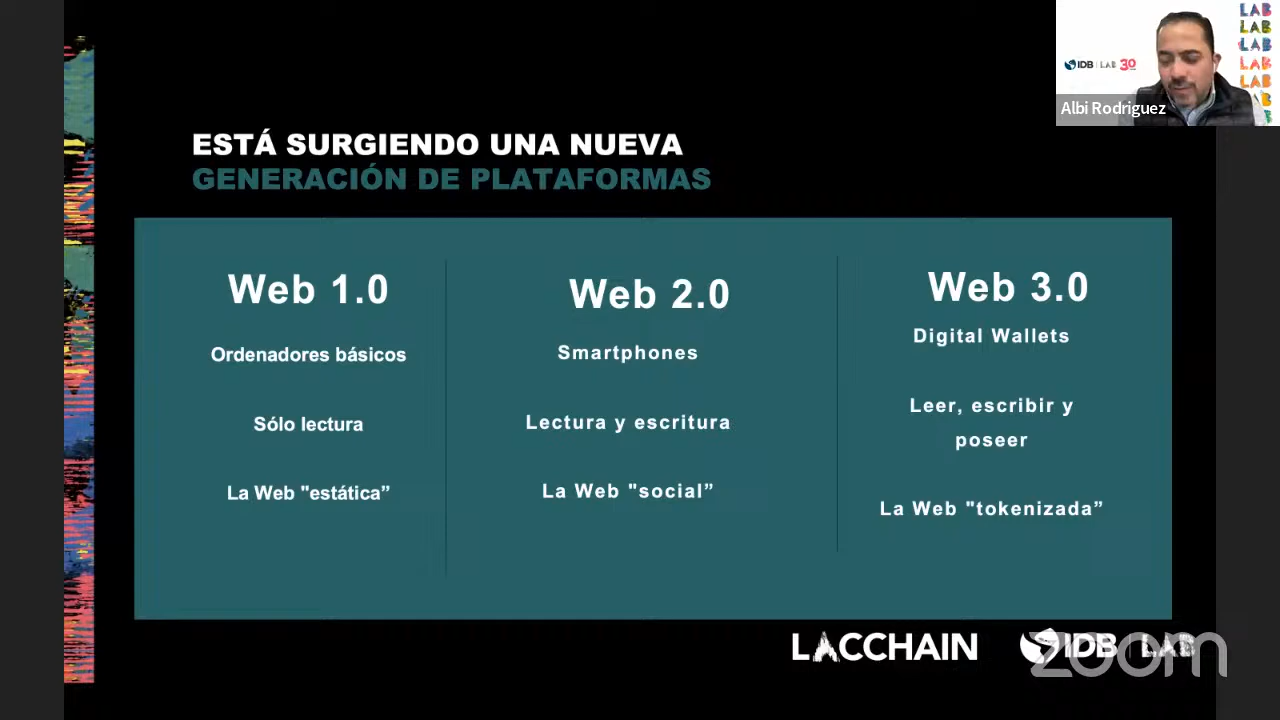 LAB
LAB
LAB
LAB
LAB
IDB | LAB 30
Albi Rodriguez
ESTÁ SURGIENDO UNA NUEVA
GENERACIÓN DE PLATAFORMAS
Web 1.0
Ordenadores básicos
Sólo lectura
La Web "estática”
Web 2.0
Smartphones
Lectura y escritura
La Web "social”
Web 3.0
Digital Wallets
Leer, escribir y
poseer
La Web "tokenizada”
LACCHAIN
IDB | LAB
zoom